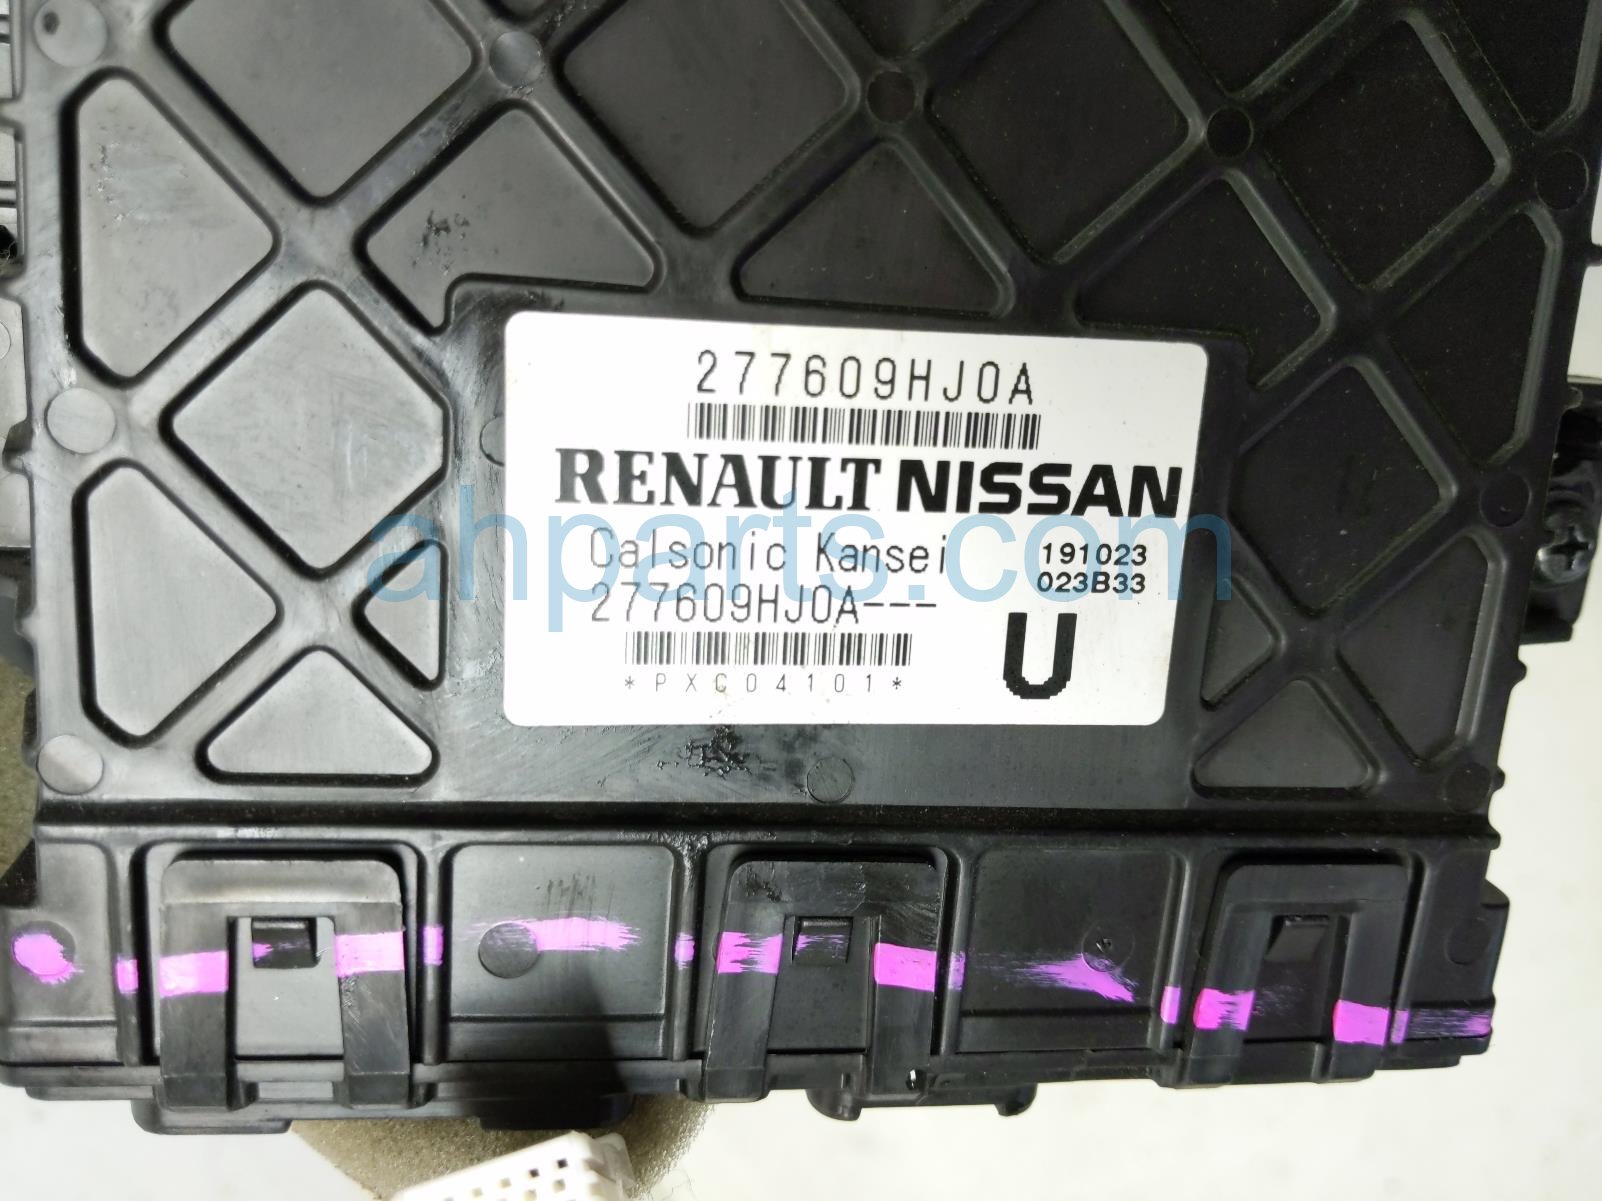 277609HJ0A
RENAULT NISSAN
Calsonic Kansei 191023
277609HJ0A--- 023B33
*PXC04101* U
ahparts.com